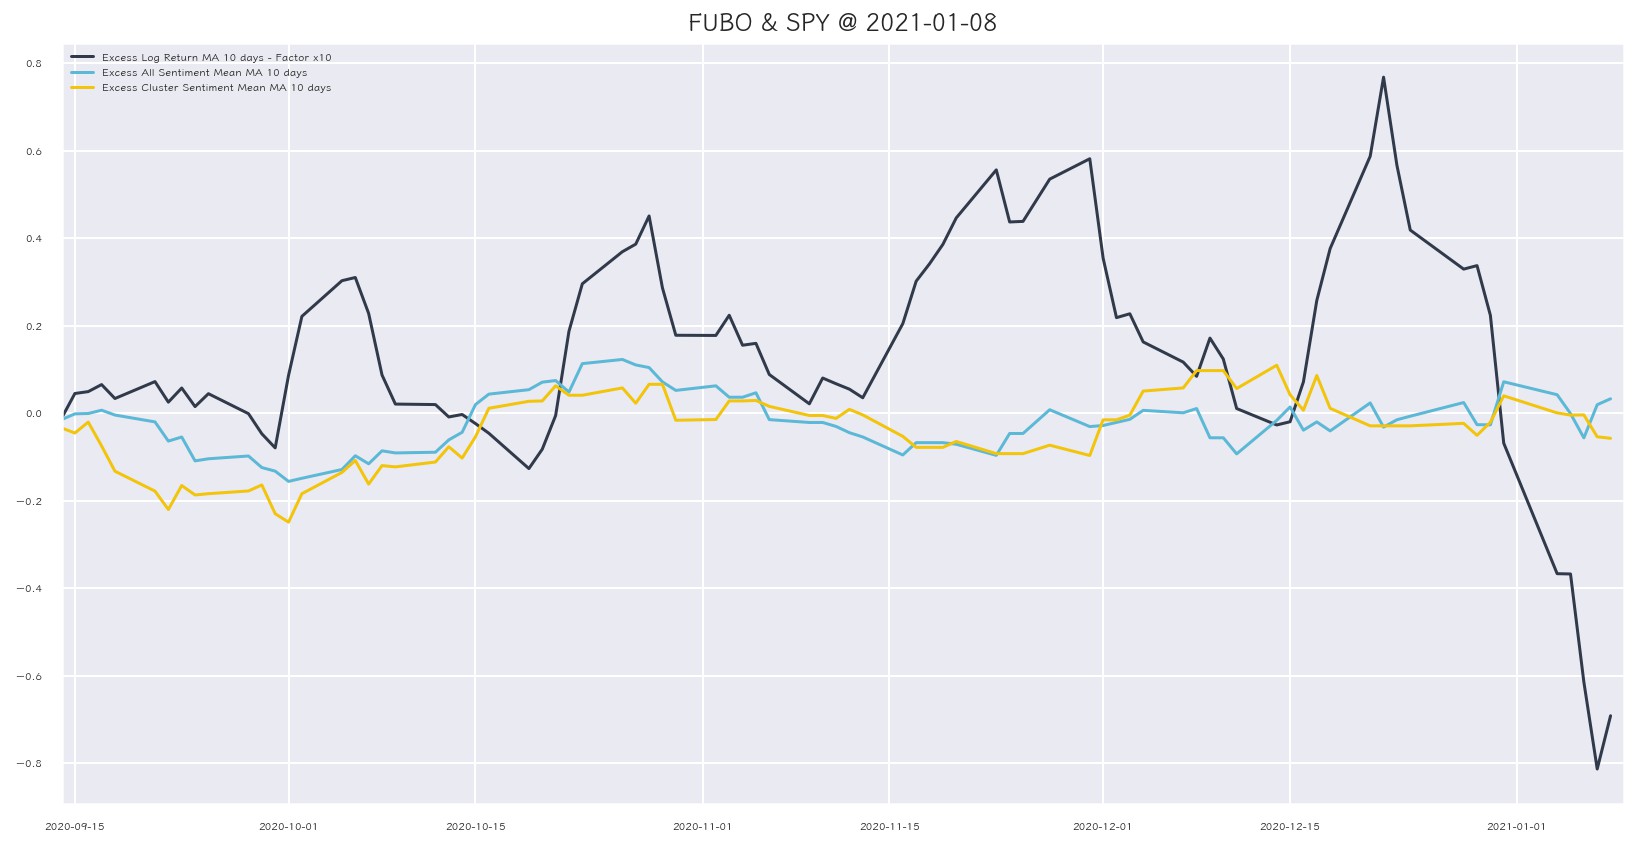 FUBO & SPY @ 2021-01-08
Excess Log Return MA 10 days - Factor x10
Excess All Sentiment Mean MA 10 days
Excess Cluster Sentiment Mean MA 10 days
0.8
0.6
0.4
0.2
0.0
−0.2
−0.4
−0.6
−0.8
2020-09-15 2020-10-01 2020-10-15 2020-11-01 2020-11-15 2020-12-01 2020-12-15 2021-01-01